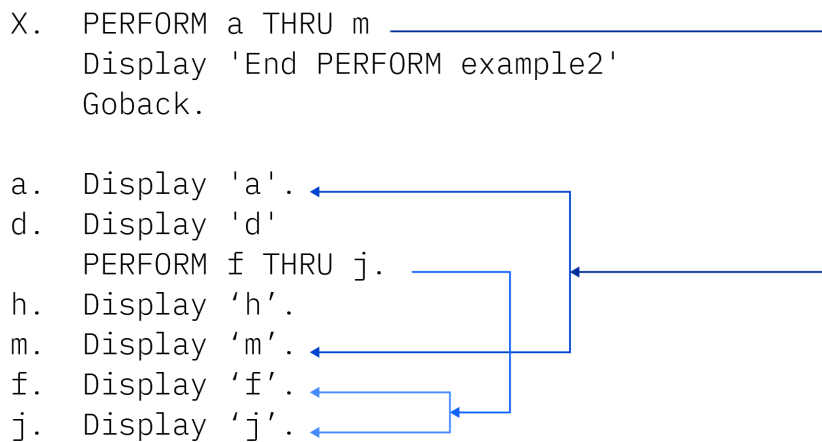 X. PERFORM a THRU m
Display 'End PERFORM example2'
Goback.
a. Display 'a'.
d. Display 'd'
PERFORM f THRU j.
h. Display ‘h’.
m. Display ‘m’.
f. Display ‘f’.
j. Display ‘j’.